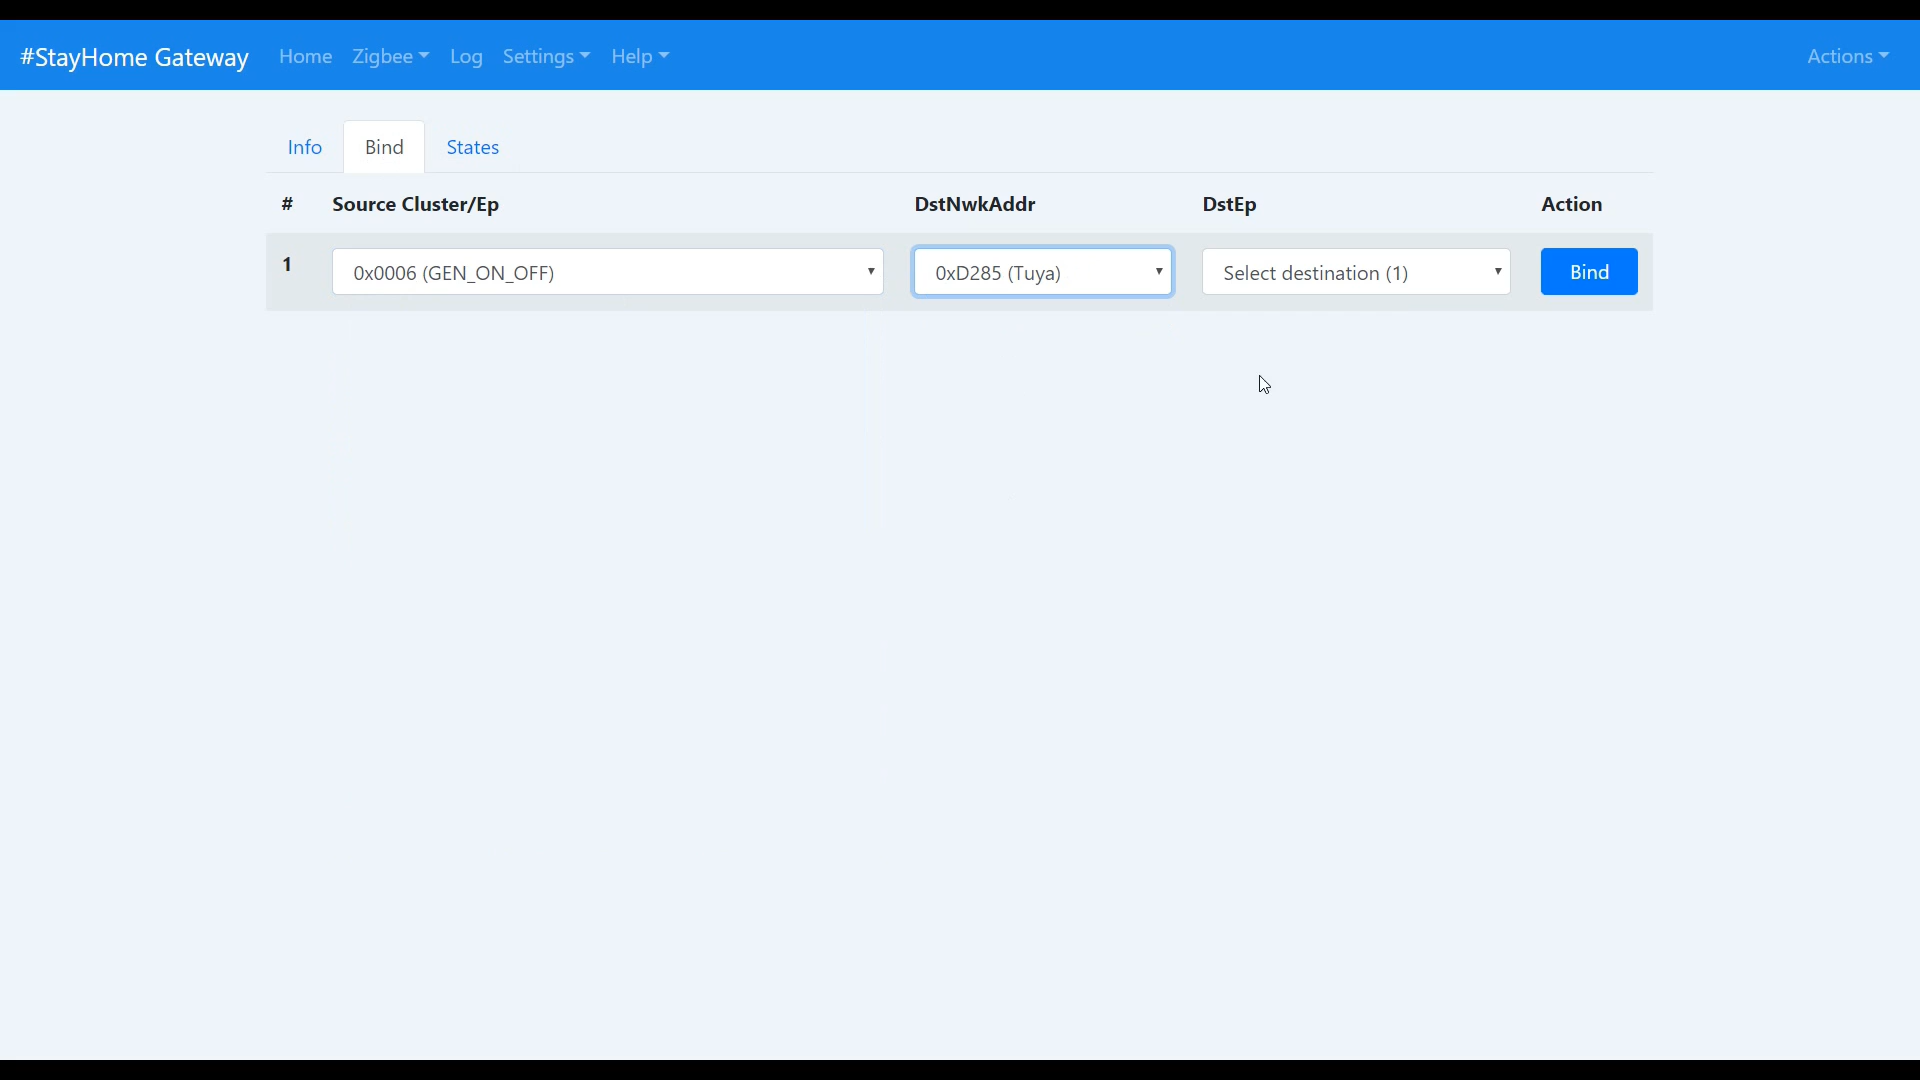 #StayHome Gateway Home Zigbee Log Settings Help Actions
Info Bind States
# Source Cluster/Ep DstNwkAddr DstEp Action
1 0x0006 (GEN_ON_OFF) 0xD285 (Tuya) Select destination (1) Bind